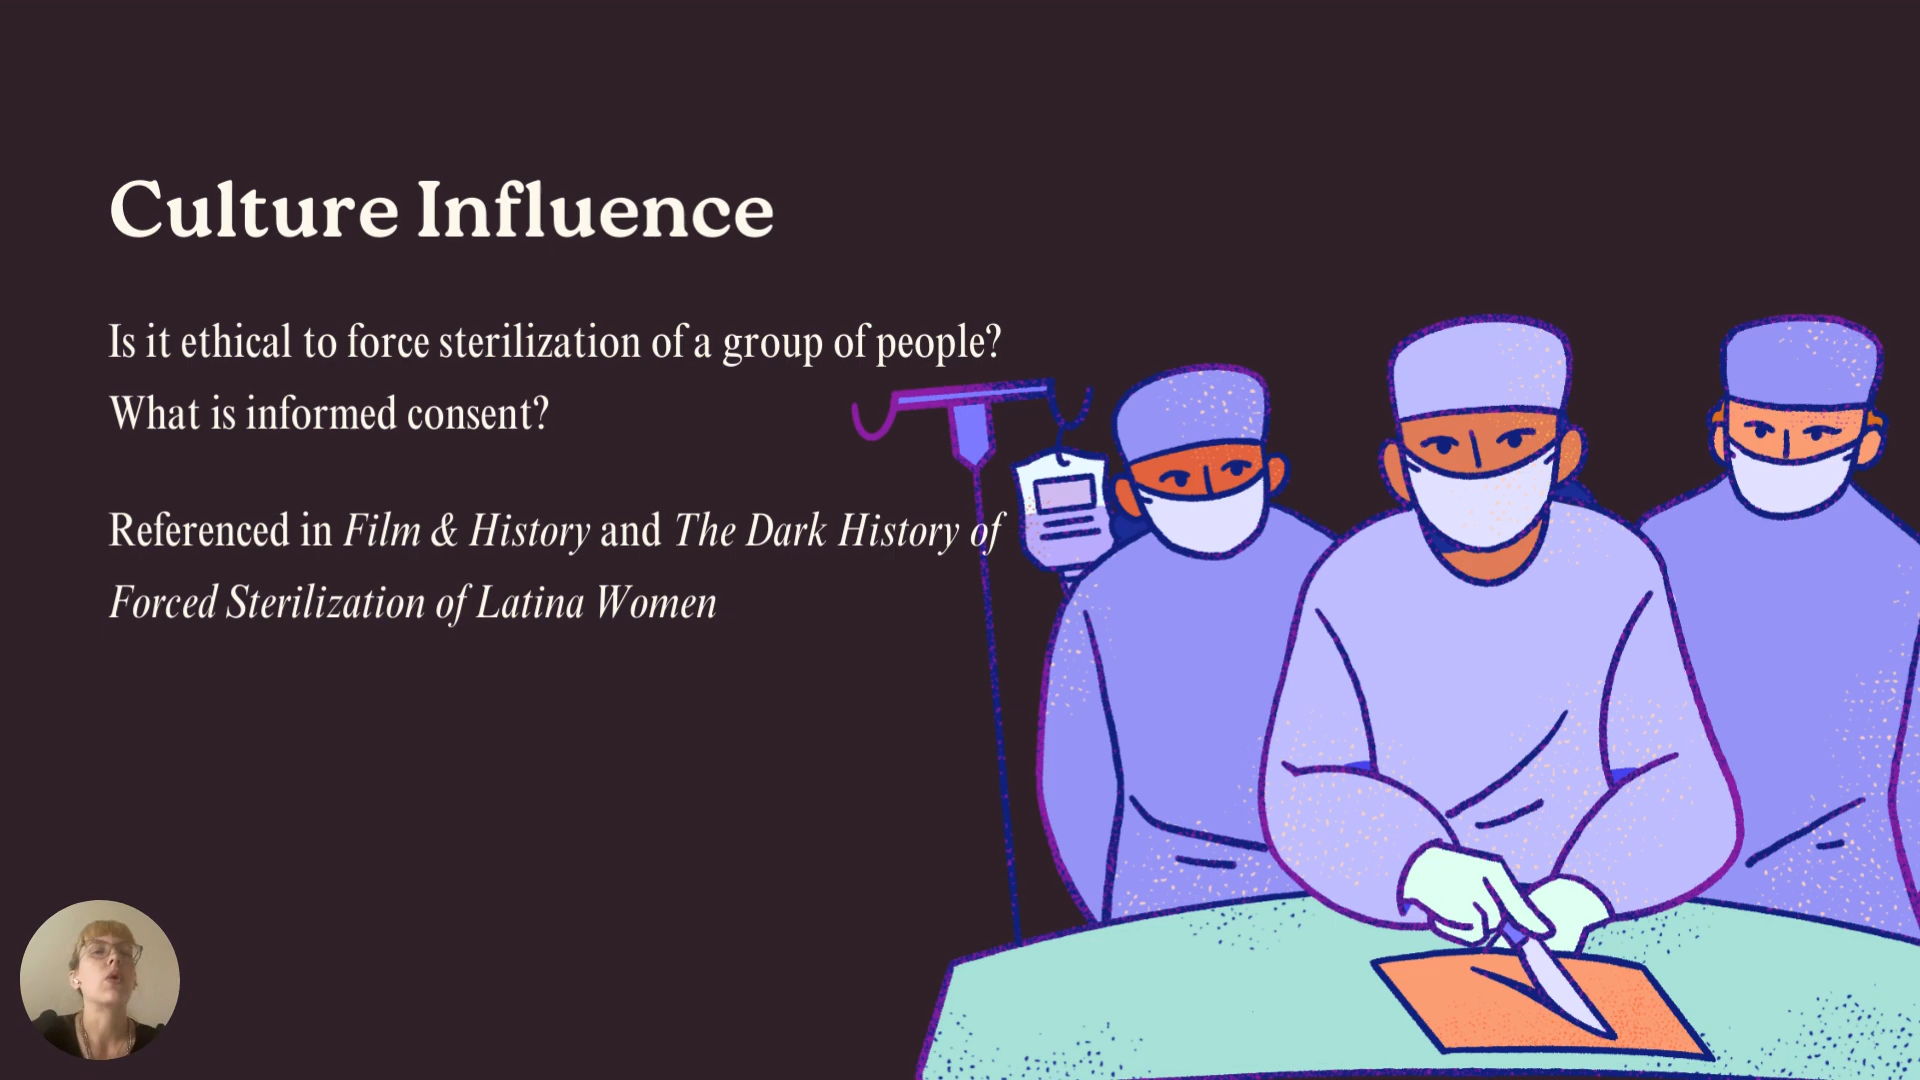 Culture Influence
Is it ethical to force sterilization of a group of people?
What is informed consent?
Referenced in Film & History and The Dark History of
Forced Sterilization of Latina Women